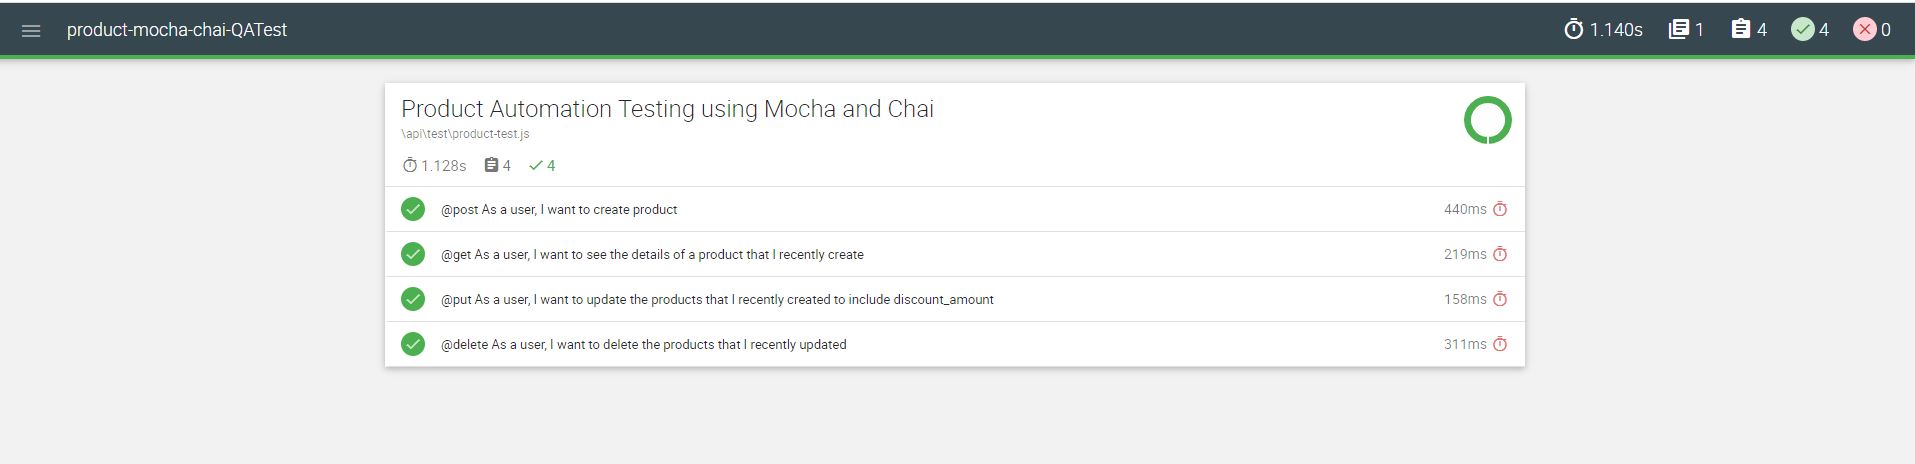 product-mocha-chai-QATest 1.140s 1 4 4 0
Product Automation Testing using Mocha and Chai
\api\test\product-test.js
1.128s 4 4
@post As a user, I want to create product 440ms
@get As a user, I want to see the details of a product that I recently create 219ms
@put As a user, I want to update the products that I recently created to include discount_amount 158ms
@delete As a user, I want to delete the products that I recently updated 311ms